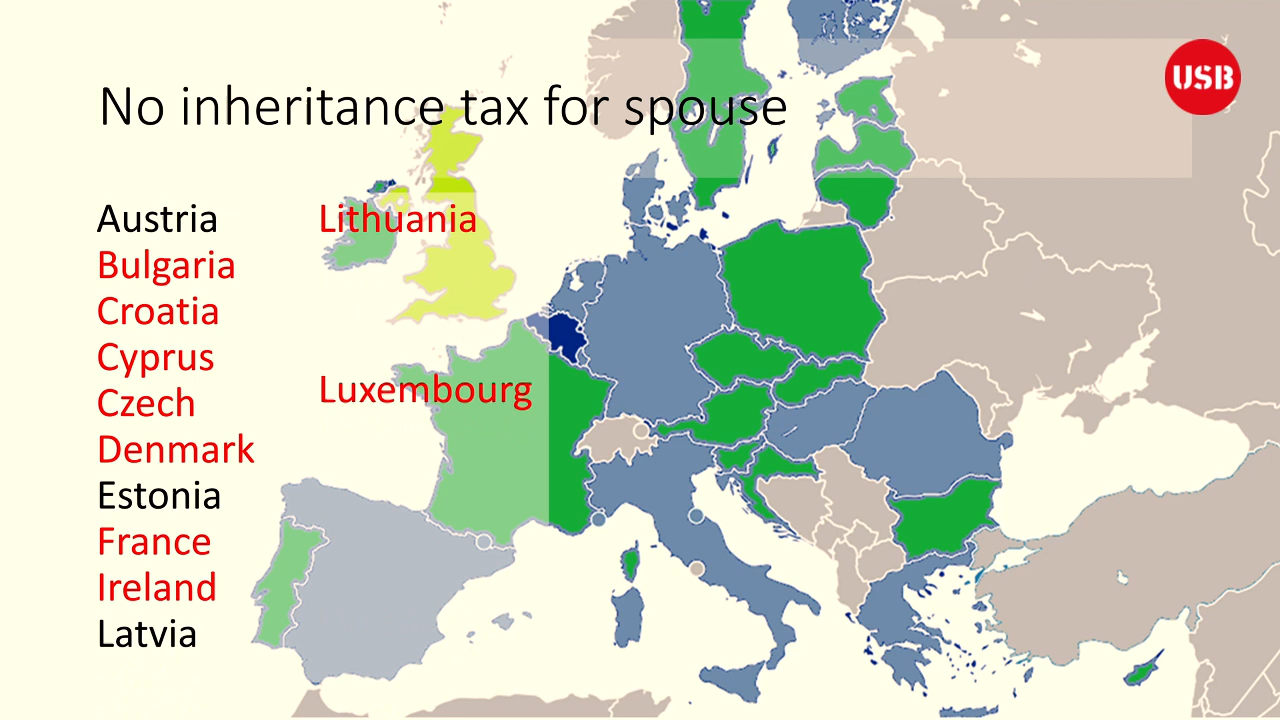 No inheritance tax for spouse
USB
Austria
Bulgaria
Croatia
Cyprus
Czech
Denmark
Estonia
France
Ireland
Latvia
Lithuania
Luxembourg